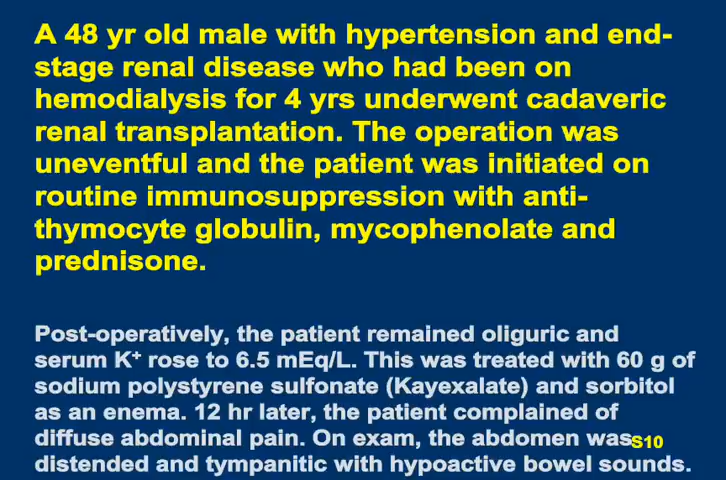 A 48 yr old male with hypertension and end-
stage renal disease who had been on
hemodialysis for 4 yrs underwent cadaveric
renal transplantation. The operation was
uneventful and the patient was initiated on
routine immunosuppression with anti-
thymocyte globulin, mycophenolate and
prednisone.
Post-operatively, the patient remained oliguric and
serum K⁺ rose to 6.5 mEq/L. This was treated with 60 g of
sodium polystyrene sulfonate (Kayexalate) and sorbitol
as an enema. 12 hr later, the patient complained of
diffuse abdominal pain. On exam, the abdomen was S10
distended and tympanitic with hypoactive bowel sounds.